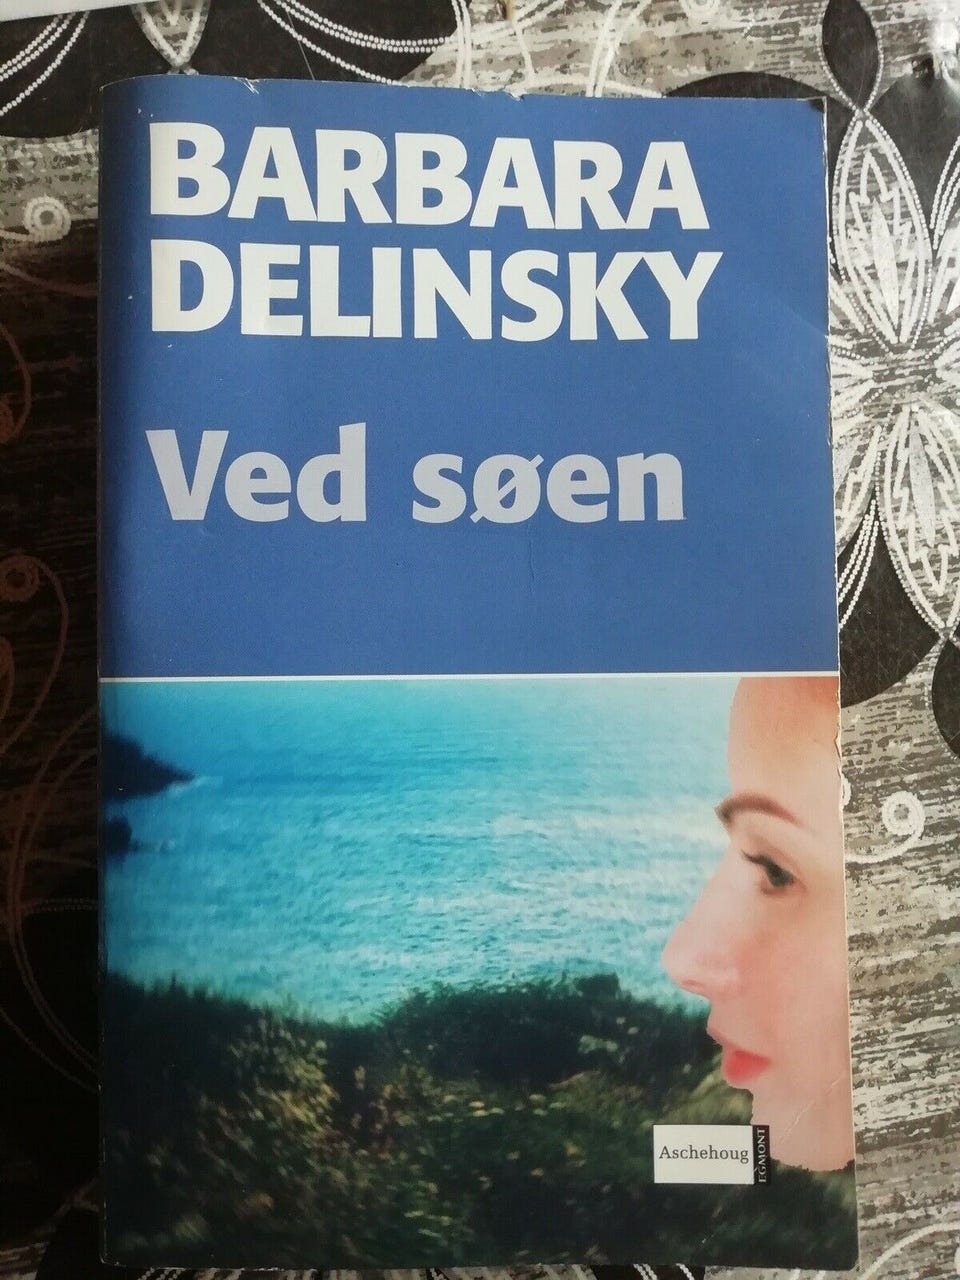 BARBARA
DELINSKY
Ved søen
Aschehoug
EGMONT